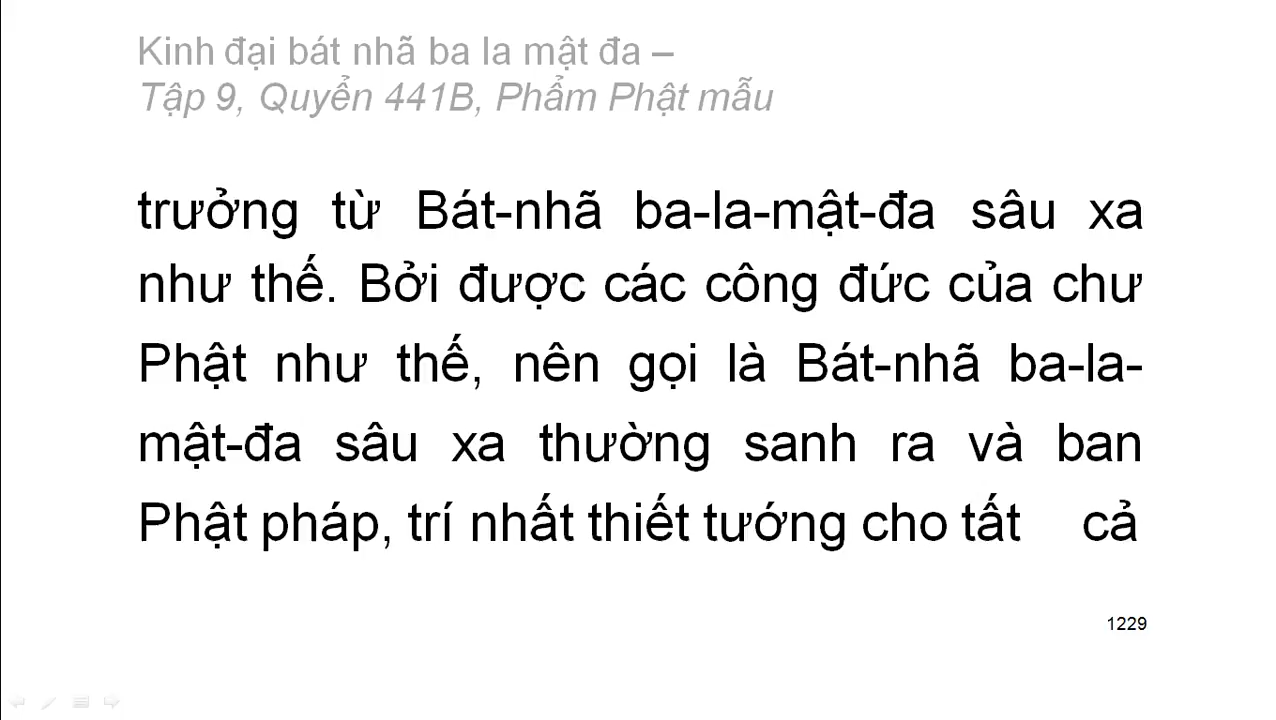 Kinh đại bát nhã ba la mật đa –
Tập 9, Quyển 441B, Phẩm Phật mẫu
trưởng từ Bát-nhã ba-la-mật-đa sâu xa
như thế. Bởi được các công đức của chư
Phật như thế, nên gọi là Bát-nhã ba-la-
mật-đa sâu xa thường sanh ra và ban
Phật pháp, trí nhất thiết tướng cho tất cả
1229